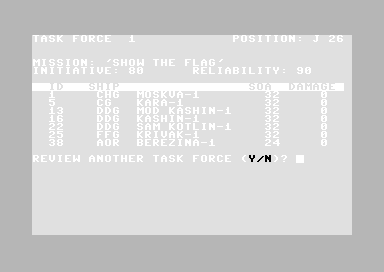 TASK FORCE  1            POSITION: J 26
MISSION: 'SHOW THE FLAG'
INITIATIVE: 80      RELIABILITY: 90
ID   SHIP                SOA  DAMAGE
1     CHG  MOSKVA-1        32     0
5     CG   KARA-1          32     0
13    DDG  MOD KASHIN-1    32     0
16    DDG  KASHIN-1        32     0
22    DDG  SAM KOTLIN-1    32     0
25    FFG  KRIVAK-1        32     0
38    AOR  BEREZINA-1      24     0
REVIEW ANOTHER TASK FORCE (Y/N)?